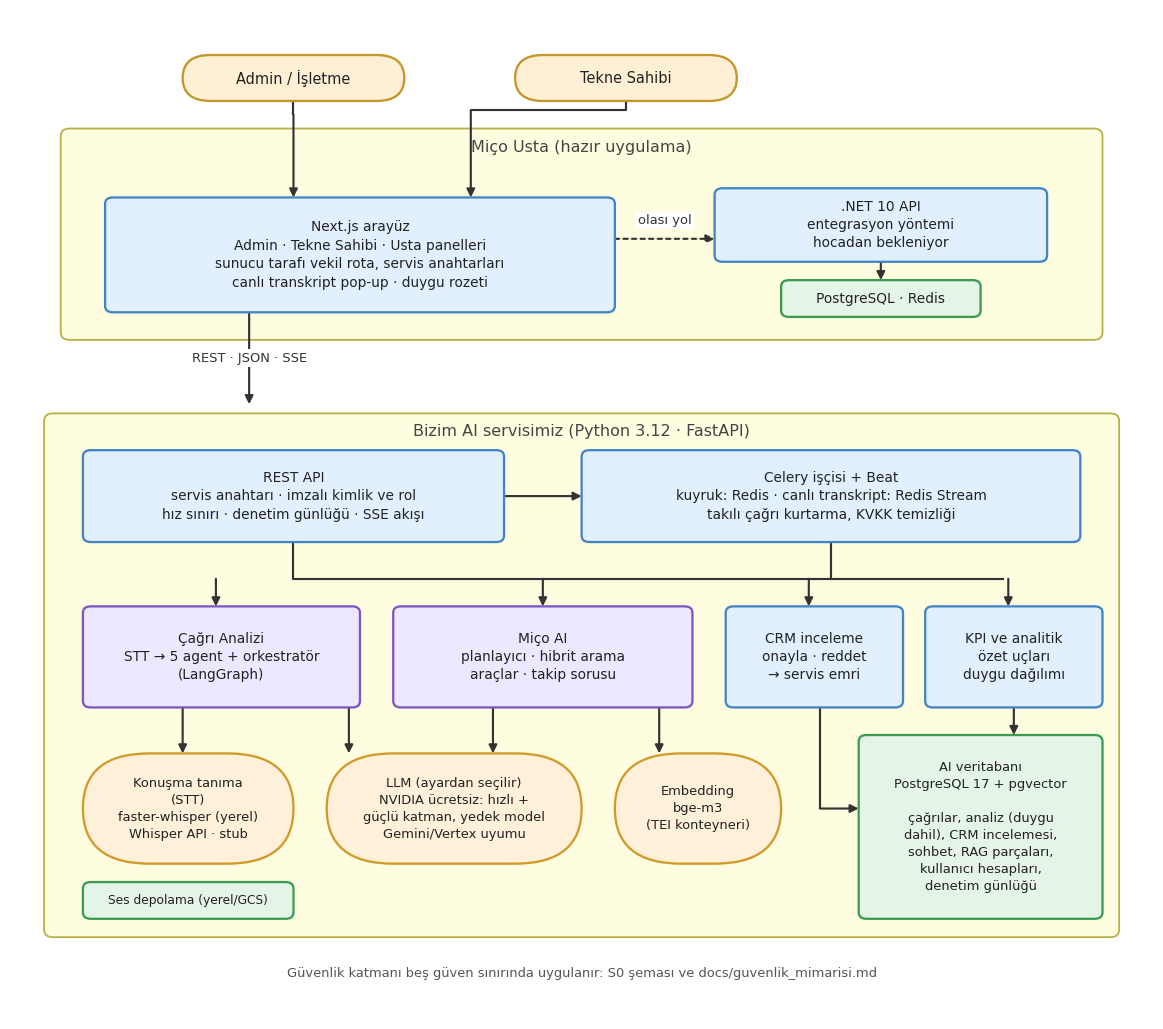 Admin / İşletme
Tekne Sahibi
Miço Usta (hazır uygulama)
Next.js arayüz
Admin · Tekne Sahibi · Usta panelleri
sunucu tarafı vekil rota, servis anahtarları
canlı transkript pop-up · duygu rozeti
olası yol
.NET 10 API
entegrasyon yöntemi
hocadan bekleniyor
PostgreSQL · Redis
REST · JSON · SSE
Bizim AI servisimiz (Python 3.12 · FastAPI)
REST API
servis anahtarı · imzalı kimlik ve rol
hız sınırı · denetim günlüğü · SSE akışı
Celery işçisi + Beat
kuyruk: Redis · canlı transkript: Redis Stream
takılı çağrı kurtarma, KVKK temizliği
Çağrı Analizi
STT → 5 agent + orkestratör
(LangGraph)
Miço AI
planlayıcı · hibrit arama
araçlar · takip sorusu
CRM inceleme
onayla · reddet
→ servis emri
KPI ve analitik
özet uçları
duygu dağılımı
Konuşma tanıma
(STT)
faster-whisper (yerel)
Whisper API · stub
LLM (ayardan seçilir)
NVIDIA ücretsiz: hızlı +
güçlü katman, yedek model
Gemini/Vertex uyumu
Embedding
bge-m3
(TEI konteyneri)
AI veritabanı
PostgreSQL 17 + pgvector
çağrılar, analiz (duygu
dahil), CRM incelemesi,
sohbet, RAG parçaları,
kullanıcı hesapları,
denetim günlüğü
Ses depolama (yerel/GCS)
Güvenlik katmanı beş güven sınırında uygulanır: S0 şeması ve docs/guvenlik_mimarisi.md